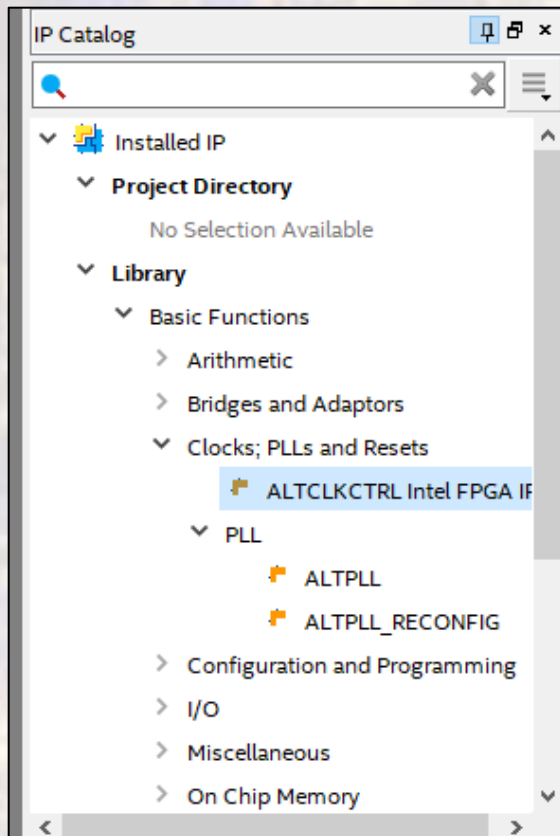 IP Catalog
Installed IP
Project Directory
No Selection Available
Library
Basic Functions
Arithmetic
Bridges and Adaptors
Clocks; PLLs and Resets
ALTCLKCTRL Intel FPGA IP
PLL
ALTPLL
ALTPLL_RECONFIG
Configuration and Programming
I/O
Miscellaneous
On Chip Memory